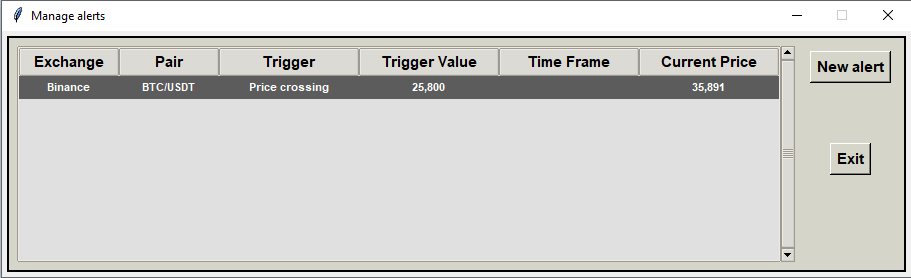 Manage alerts
Exchange Pair Trigger Trigger Value Time Frame Current Price
Binance BTC/USDT Price crossing 25,800 35,891
New alert
Exit